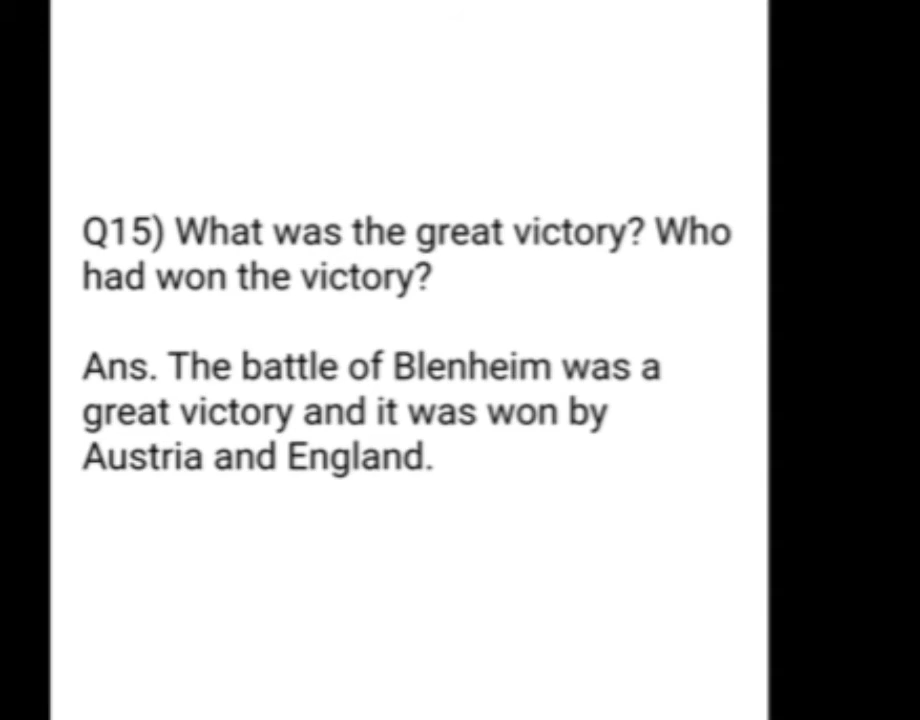 Q15) What was the great victory? Who
had won the victory?
Ans. The battle of Blenheim was a
great victory and it was won by
Austria and England.